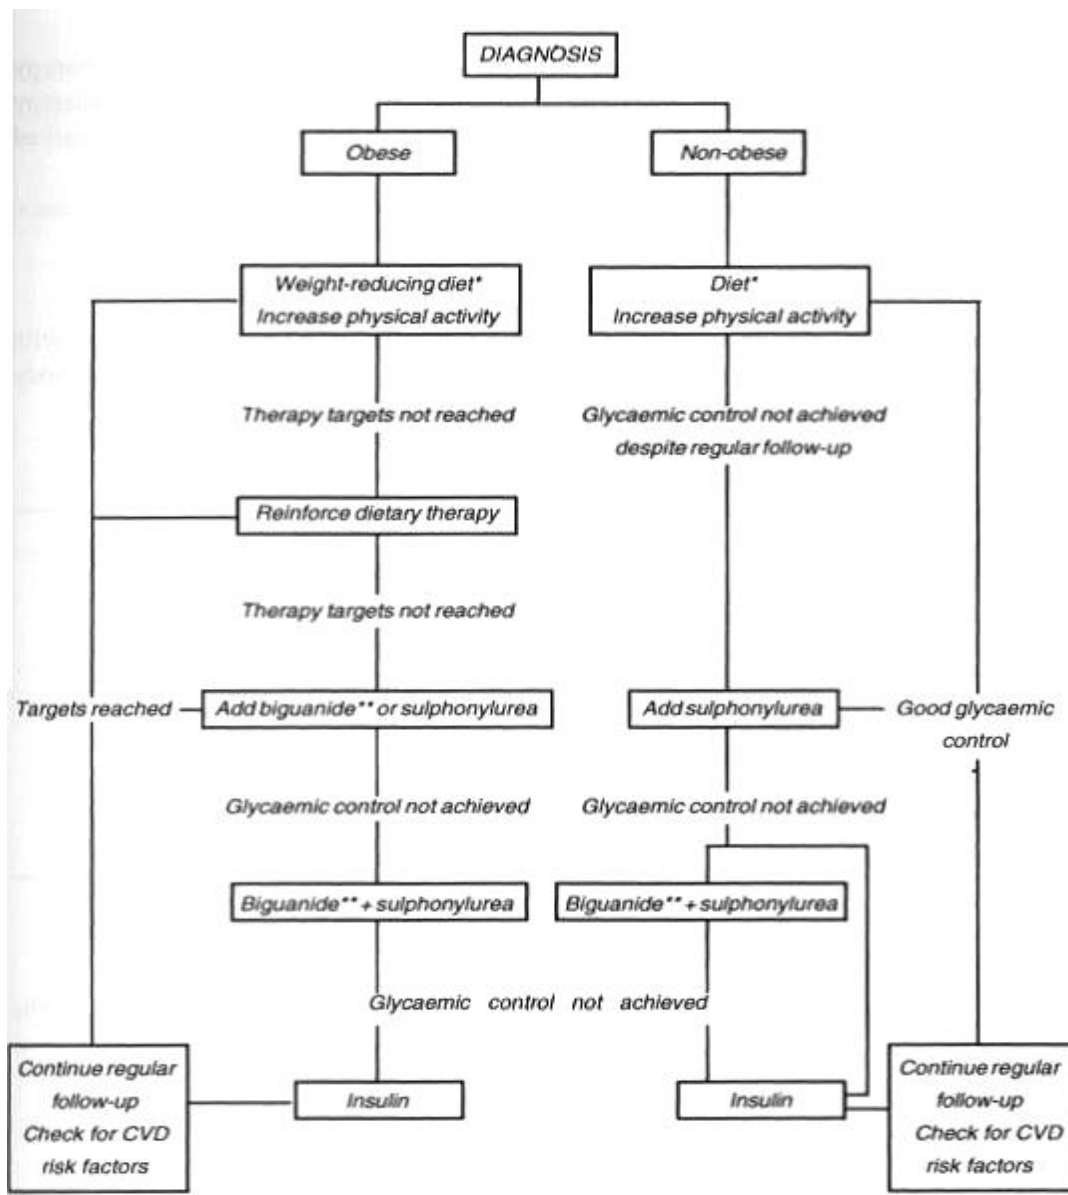 DIAGNOSIS
Obese
Non-obese
Weight-reducing diet*
Increase physical activity
Diet*
Increase physical activity
Therapy targets not reached
Glycaemic control not achieved
despite regular follow-up
Reinforce dietary therapy
Therapy targets not reached
Targets reached
Add biguanide** or sulphonylurea
Add sulphonylurea
Good glycaemic
control
Glycaemic control not achieved
Glycaemic control not achieved
Biguanide** + sulphonylurea
Biguanide** + sulphonylurea
Glycaemic control not achieved
Continue regular
follow-up
Check for CVD
risk factors
Insulin
Insulin
Continue regular
follow-up
Check for CVD
risk factors